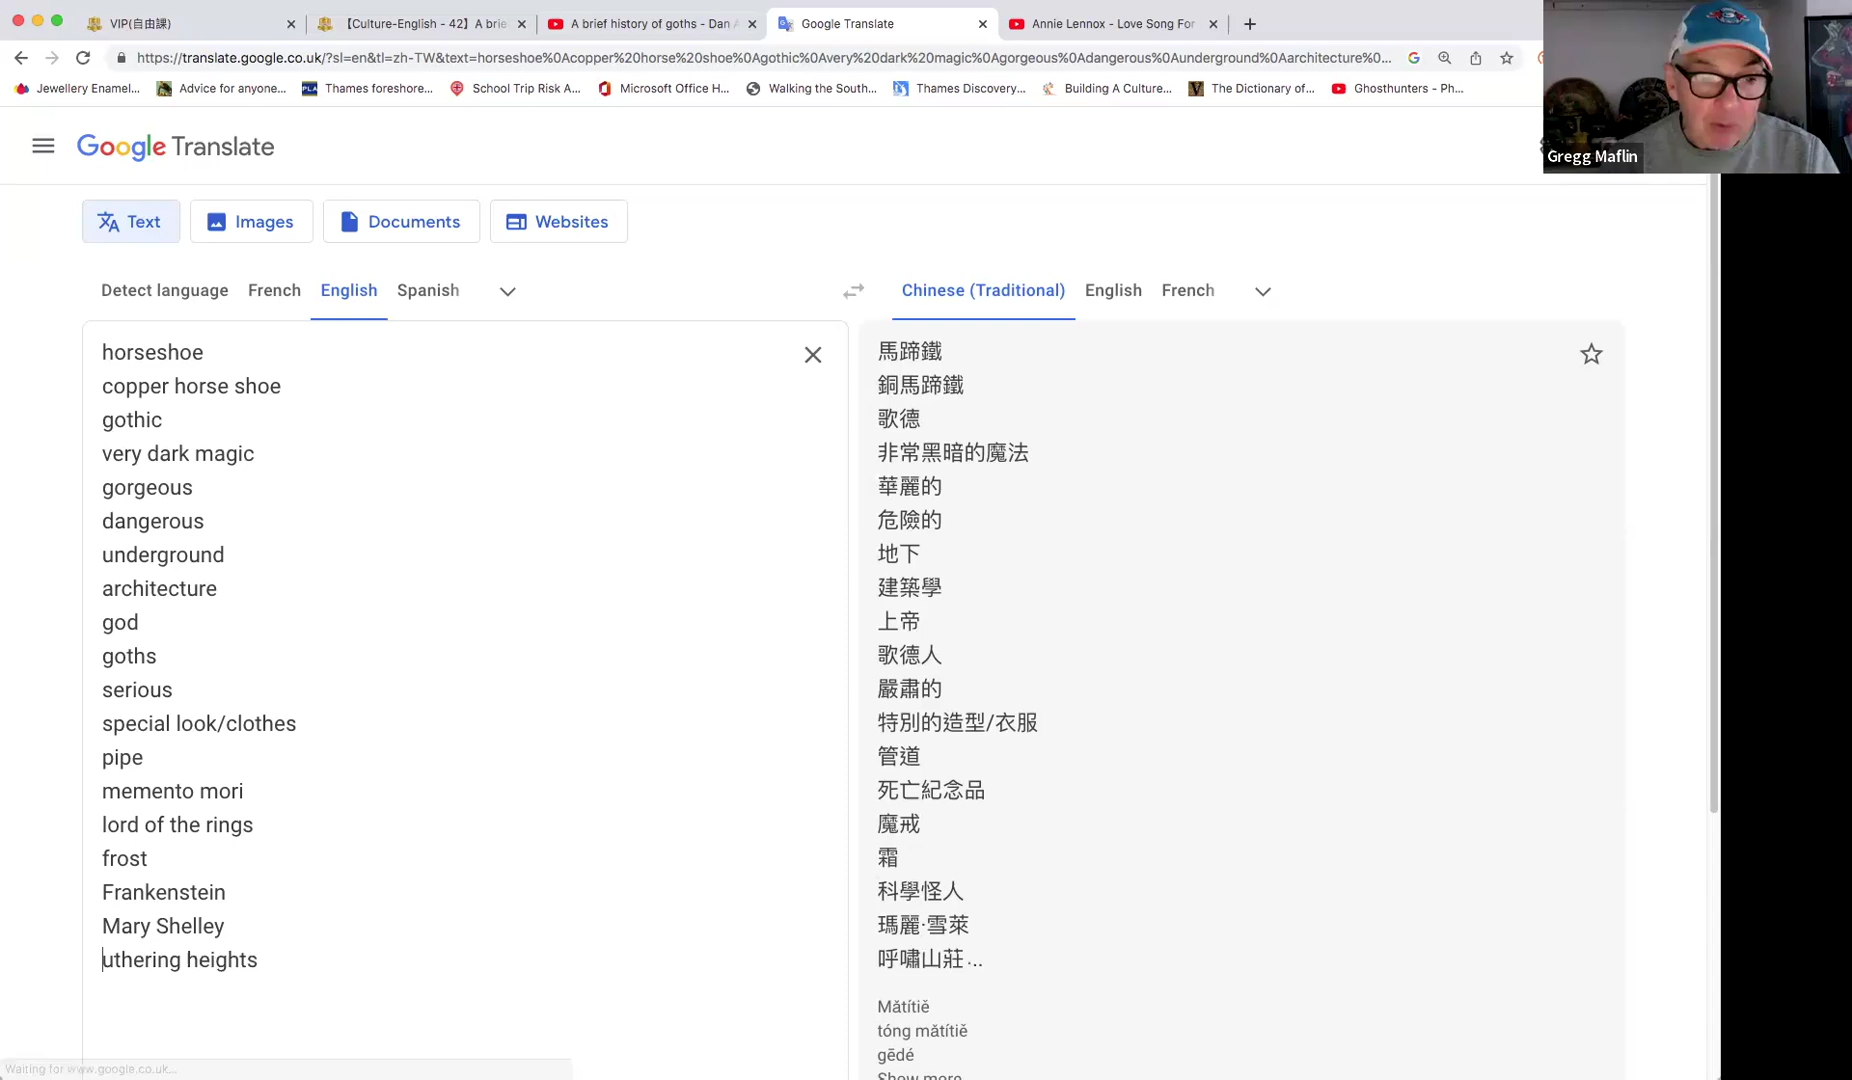 VIP(自由課)
【Culture-English - 42】A brie
A brief history of goths - Dan A
Google Translate
Annie Lennox - Love Song For
https://translate.google.co.uk/?sl=en&tl=zh-TW&text=horseshoe%0Acopper%20horse%20shoe%0Agothic%0Avery%20dark%20magic%0Agorgeous%0Adangerous%0Aunderground%0Aarchitecture%0...
Jewellery Enamel...
Advice for anyone...
PLA
Thames foreshore...
School Trip Risk A...
Microsoft Office H...
Walking the South...
Thames Discovery...
Building A Culture...
The Dictionary of...
Ghosthunters - Ph...
Gregg Maflin
Google Translate
Text
Images
Documents
Websites
Detect language French English Spanish
Chinese (Traditional) English French
horseshoe
copper horse shoe
gothic
very dark magic
gorgeous
dangerous
underground
architecture
god
goths
serious
special look/clothes
pipe
memento mori
lord of the rings
frost
Frankenstein
Mary Shelley
uthering heights
馬蹄鐵
銅馬蹄鐵
歌德
非常黑暗的魔法
華麗的
危險的
地下
建築學
上帝
歌德人
嚴肅的
特別的造型/衣服
管道
死亡紀念品
魔戒
霜
科學怪人
瑪麗·雪萊
呼嘯山莊...
Mǎtítiě
tóng mǎtítiě
gēdé
Show more
Waiting for www.google.co.uk...